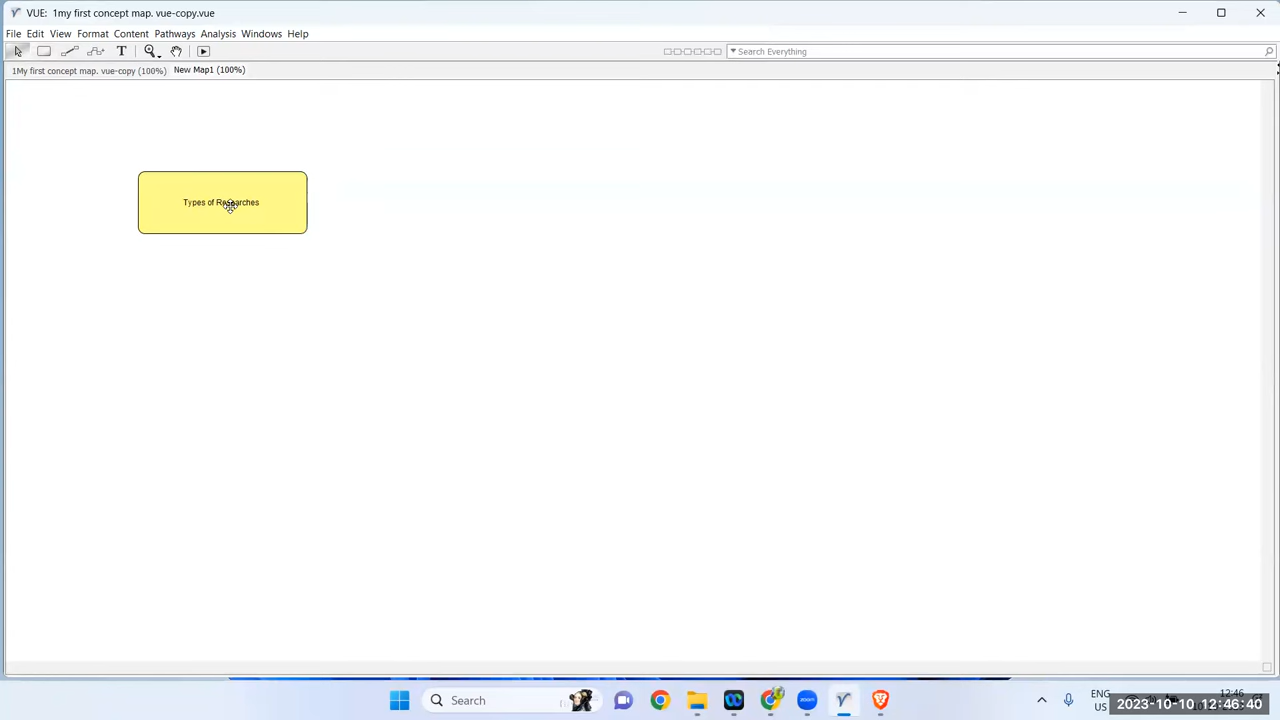 VUE: 1my first concept map. vue-copy.vue
File Edit View Format Content Pathways Analysis Windows Help
T
Search Everything
1My first concept map. vue-copy (100%) New Map1 (100%)
Types of Researches
Search
ENG
US
12:46
2023-10-10 12:46:40